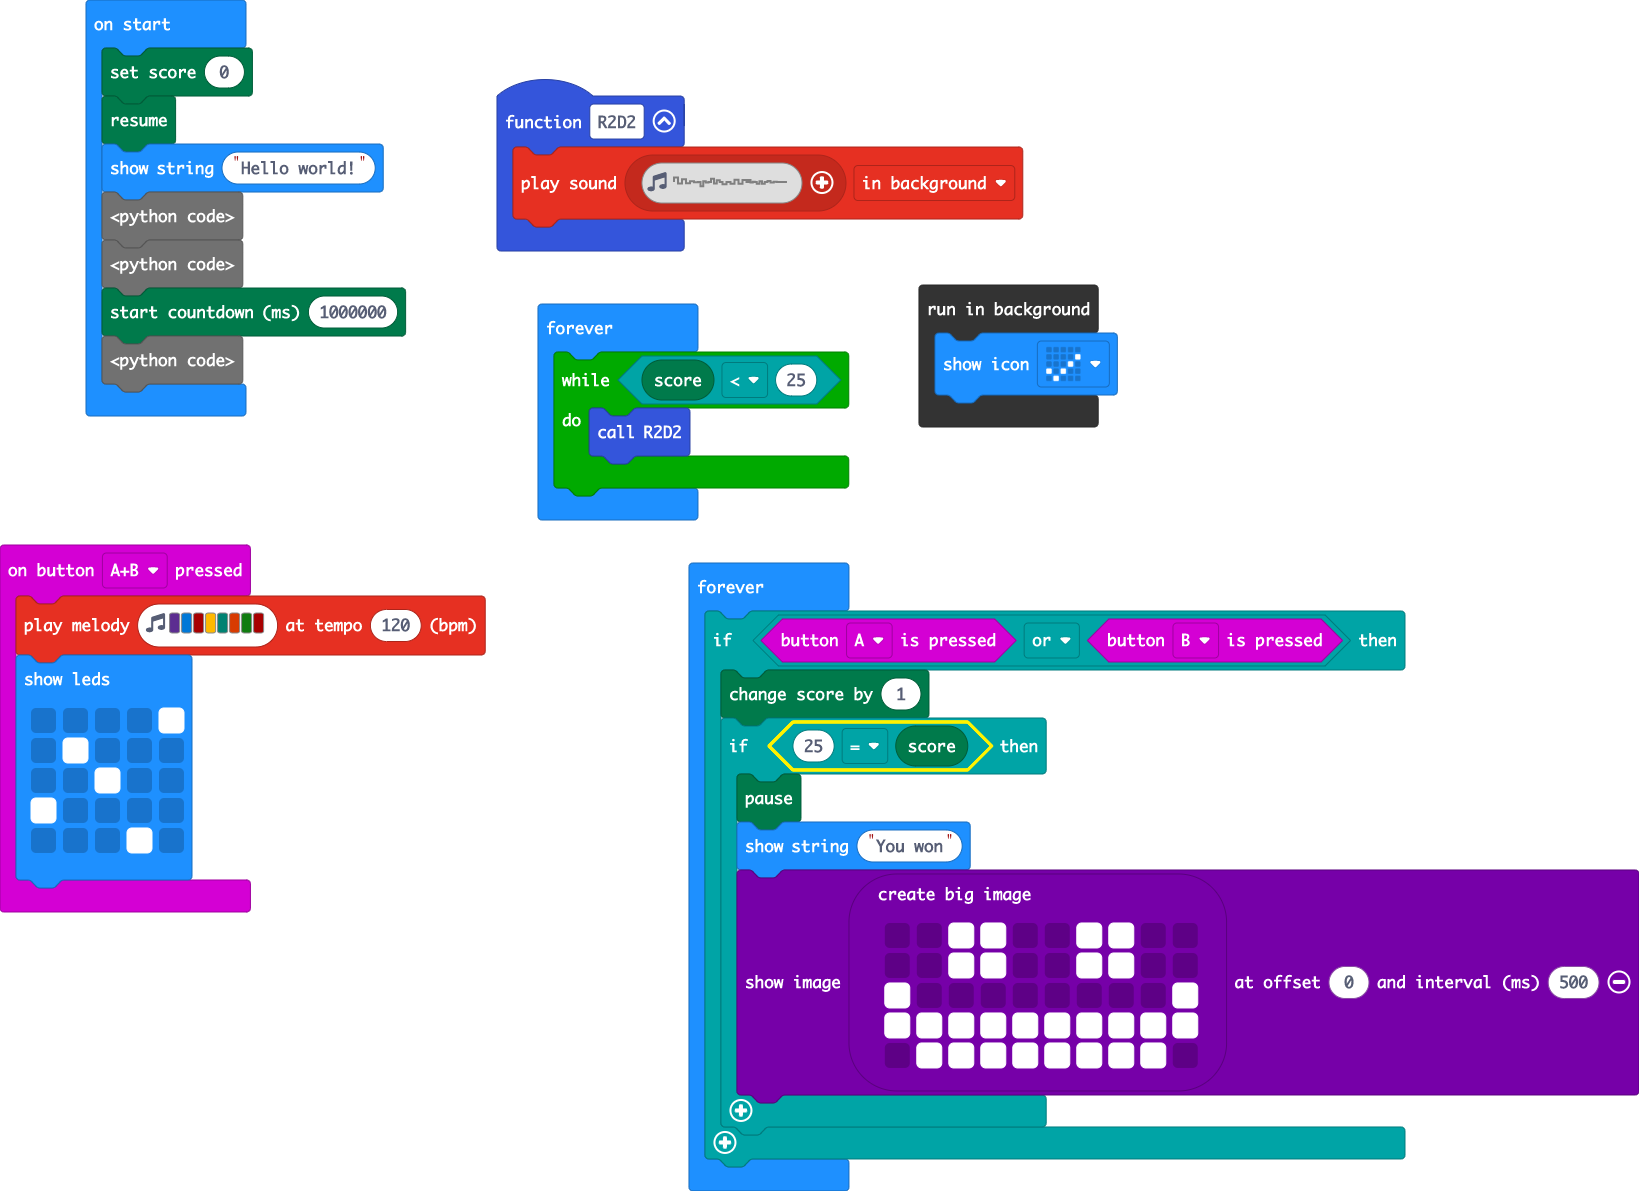 on start
set score 0
resume
show string "Hello world!"
<python code>
<python code>
start countdown (ms) 1000000
<python code>
function R2D2
play sound in background
forever
while score < 25
do call R2D2
run in background
show icon
on button A+B pressed
play melody at tempo 120 (bpm)
show leds
forever
if button A is pressed or button B is pressed then
change score by 1
if 25 = score then
pause
show string "You won"
create big image
show image at offset 0 and interval (ms) 500